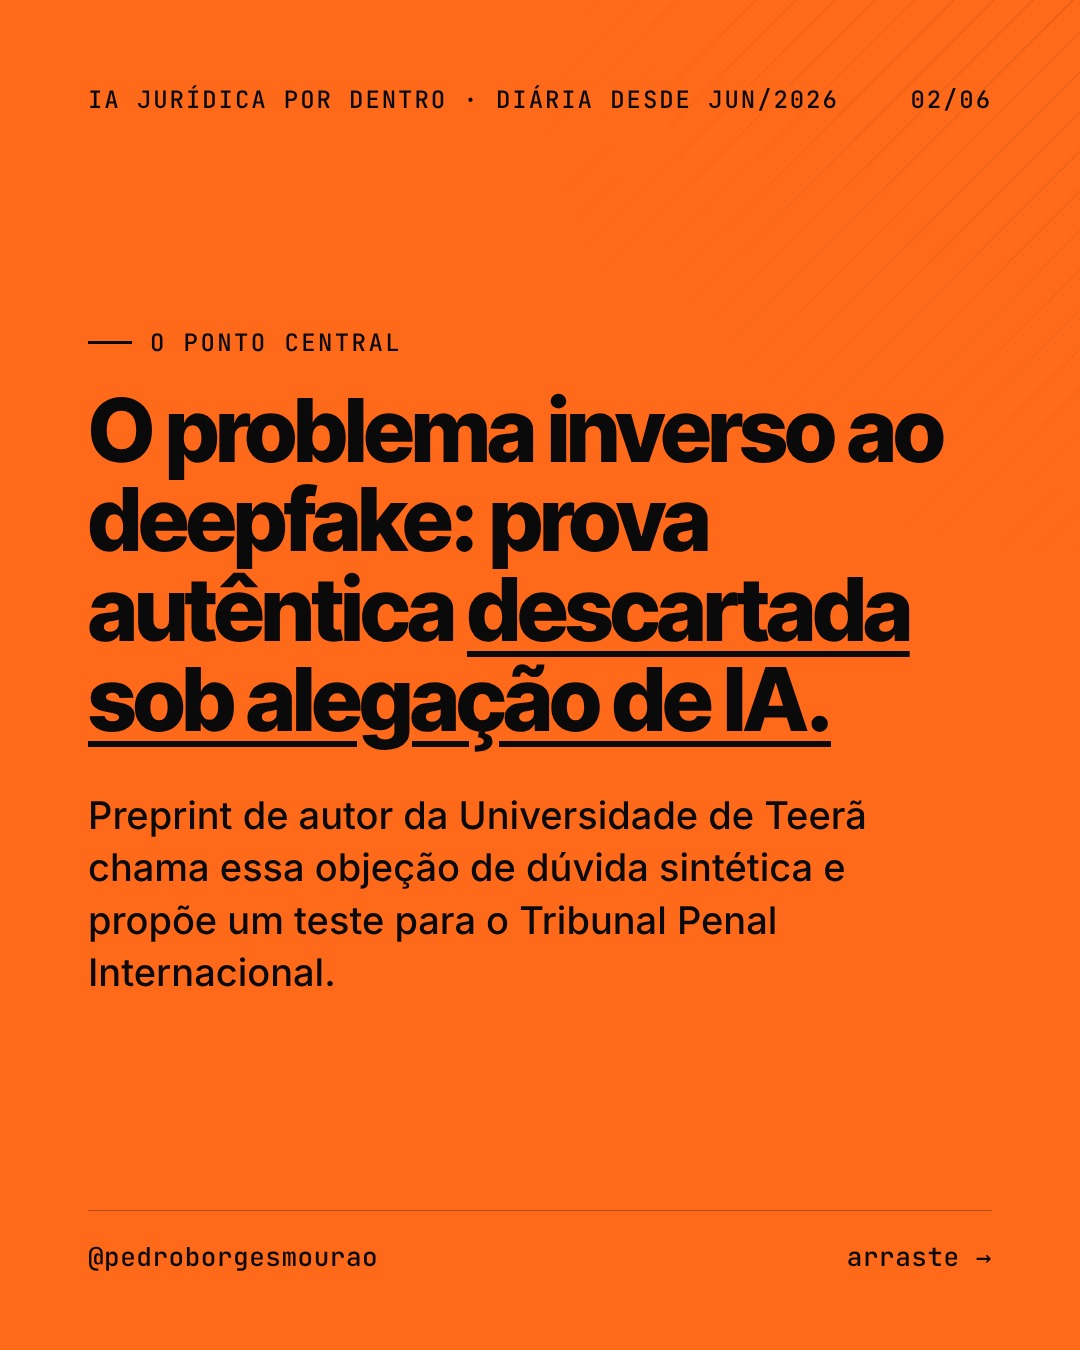 IA JURÍDICA POR DENTRO · DIÁRIA DESDE JUN/2026 02/06
O PONTO CENTRAL
O problema inverso ao
deepfake: prova
autêntica descartada
sob alegação de IA.
Preprint de autor da Universidade de Teerã
chama essa objeção de dúvida sintética e
propõe um teste para o Tribunal Penal
Internacional.
@pedroborgesmourao arraste →